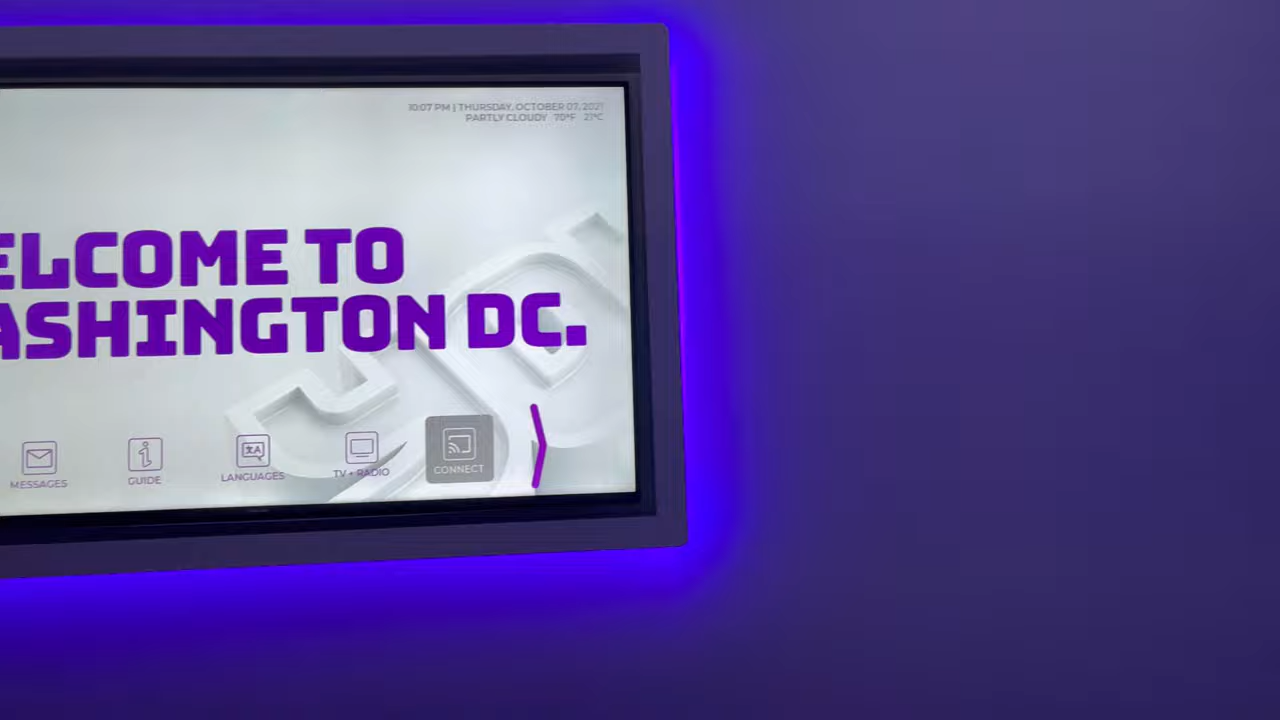 10:07 PM | THURSDAY, OCTOBER 07, 2021
PARTLY CLOUDY 70°F 21°C
ELCOME TO
ASHINGTON DC.
MESSAGES
GUIDE
LANGUAGES
TV + RADIO
CONNECT